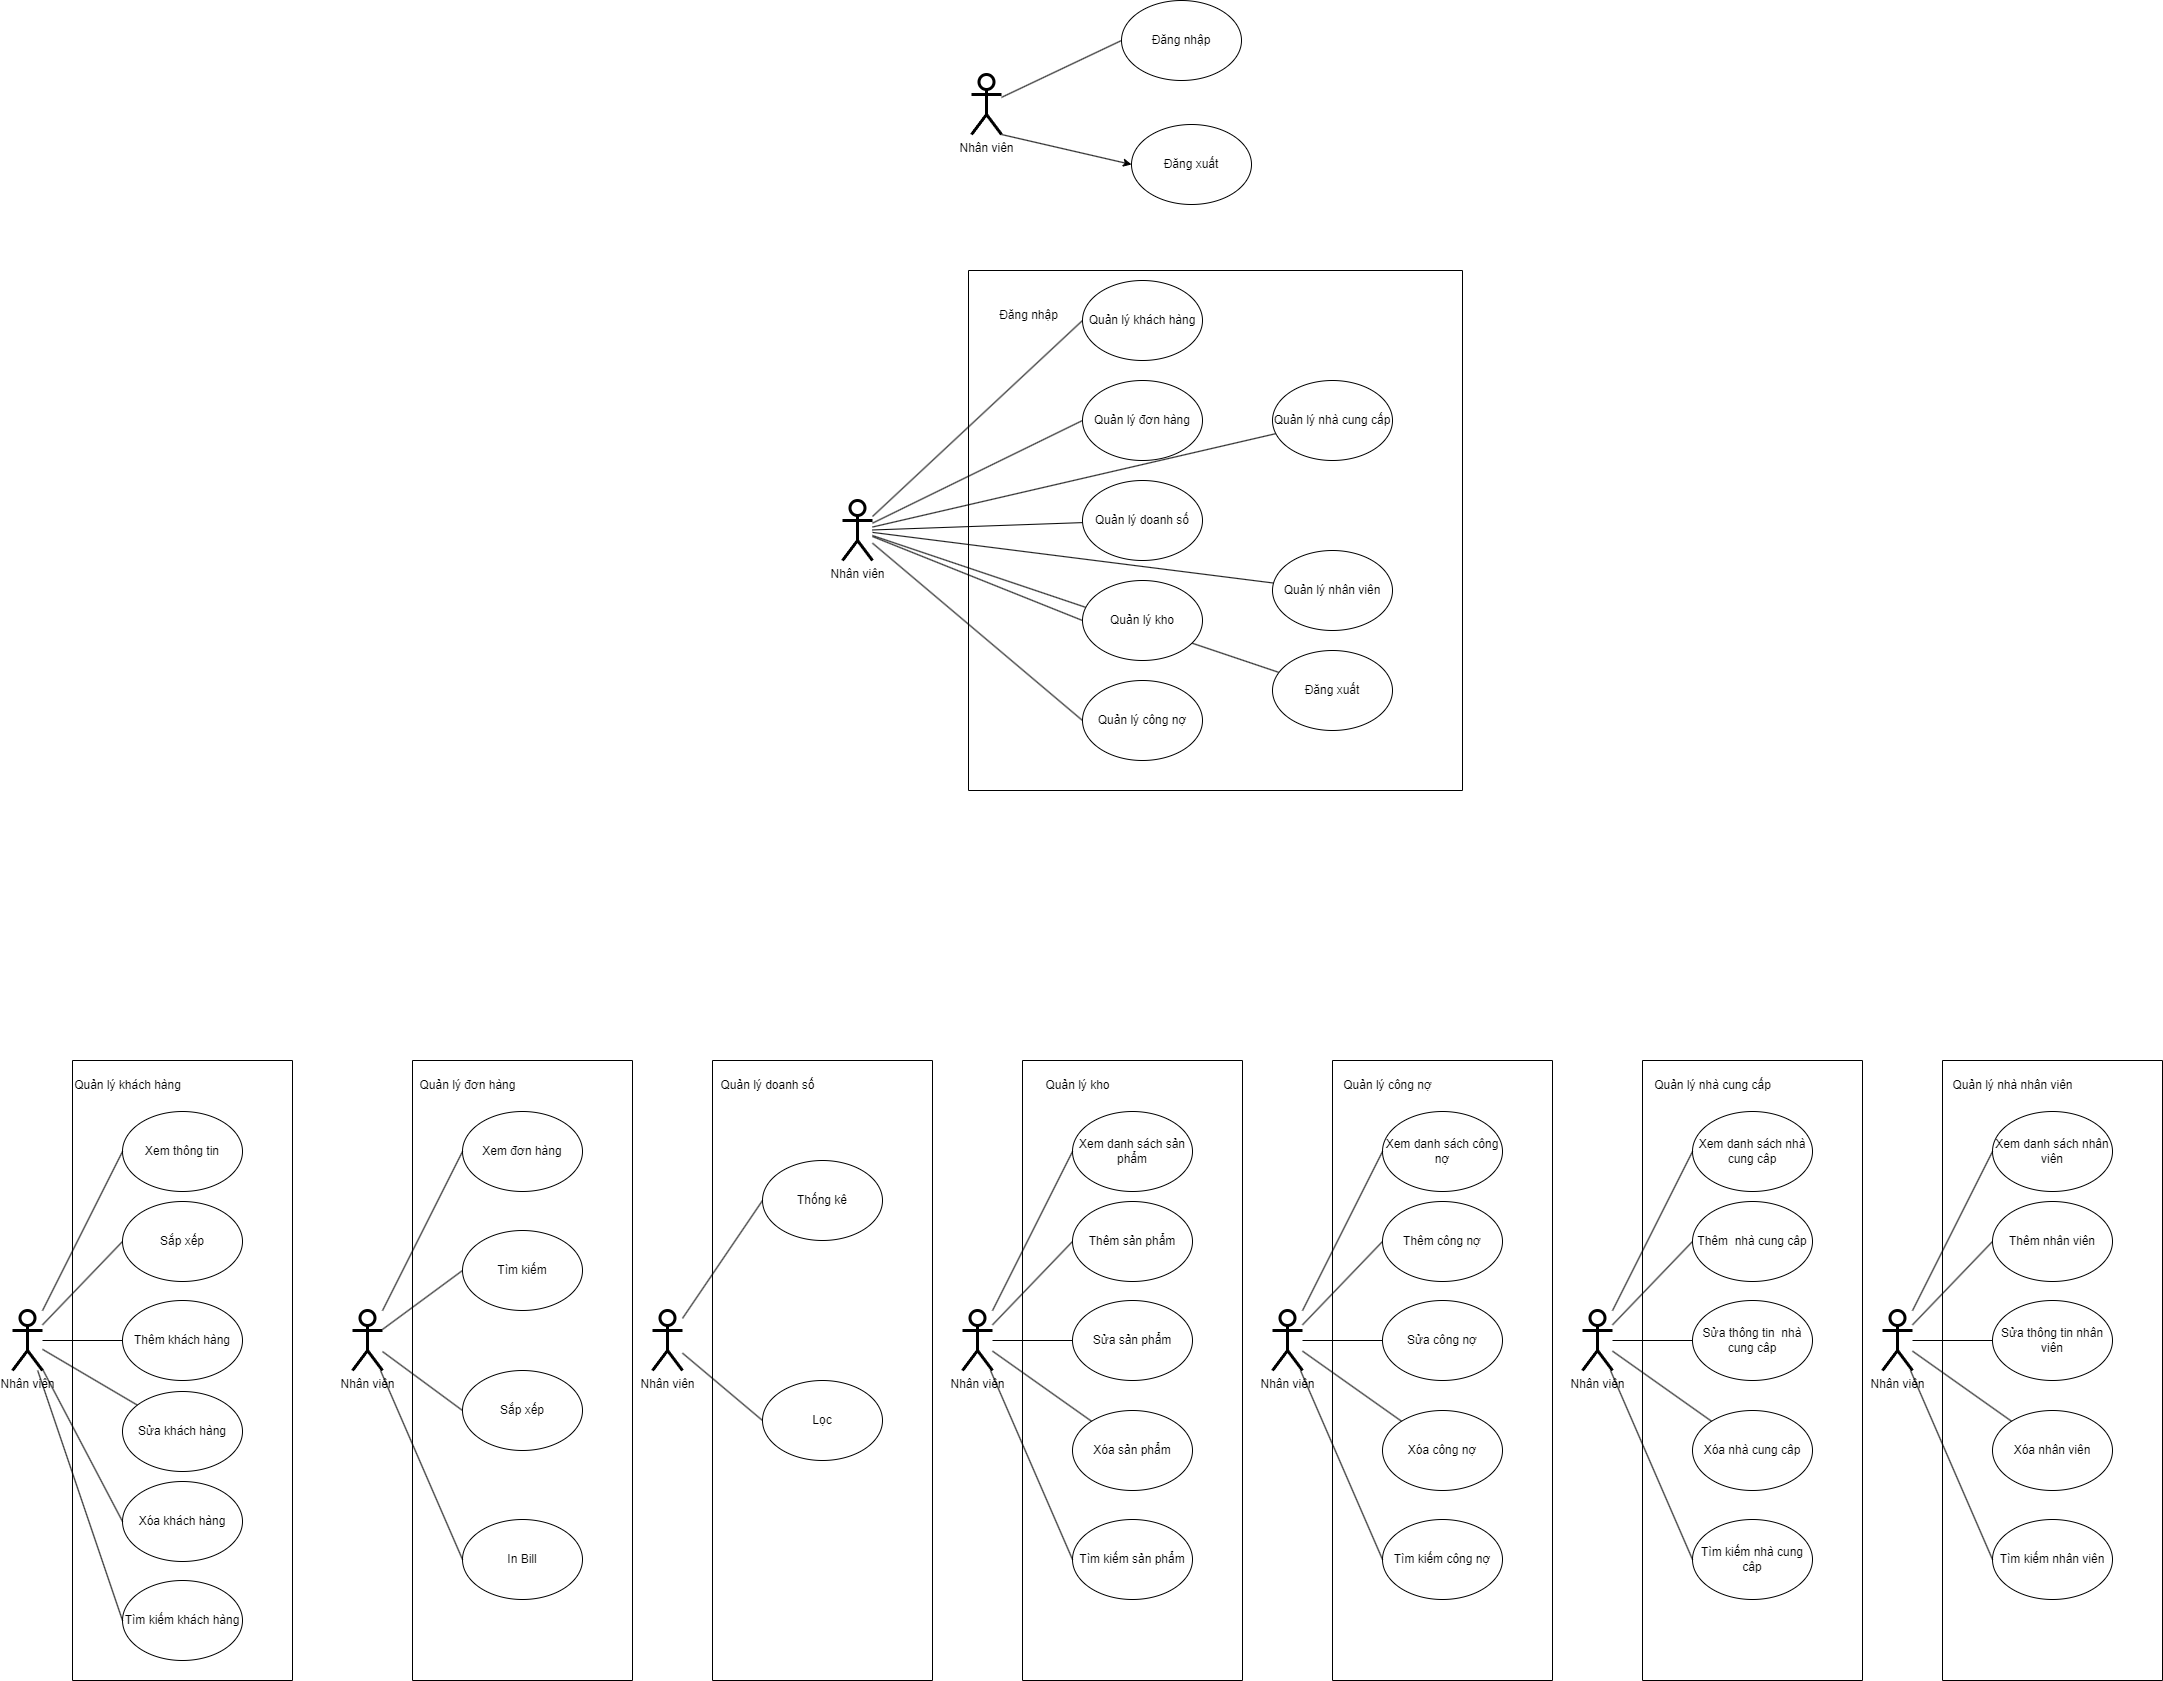 Đăng nhập
Nhân viên
Đăng xuất
Đăng nhập
Quản lý khách hàng
Quản lý đơn hàng
Quản lý nhà cung cấp
Quản lý doanh số
Nhân viên
Quản lý nhân viên
Quản lý kho
Đăng xuất
Quản lý công nợ
Quản lý khách hàng
Xem thông tin
Sắp xếp
Thêm khách hàng
Nhân viên
Sửa khách hàng
Xóa khách hàng
Tìm kiếm khách hàng
Quản lý đơn hàng
Xem đơn hàng
Tìm kiếm
Nhân viên
Sắp xếp
In Bill
Quản lý doanh số
Thống kê
Nhân viên
Lọc
Quản lý kho
Xem danh sách sản
phẩm
Thêm sản phẩm
Sửa sản phẩm
Nhân viên
Xóa sản phẩm
Tìm kiếm sản phẩm
Quản lý công nợ
Xem danh sách công
nợ
Thêm công nợ
Sửa công nợ
Nhân viên
Xóa công nợ
Tìm kiếm công nợ
Quản lý nhà cung cấp
Xem danh sách nhà
cung câp
Thêm  nhà cung câp
Sửa thông tin  nhà
cung câp
Nhân viên
Xóa nhà cung câp
Tìm kiếm nhà cung
câp
Quản lý nhà nhân viên
Xem danh sách nhân
viên
Thêm nhân viên
Sửa thông tin nhân
viên
Nhân viên
Xóa nhân viên
Tìm kiếm nhân viên